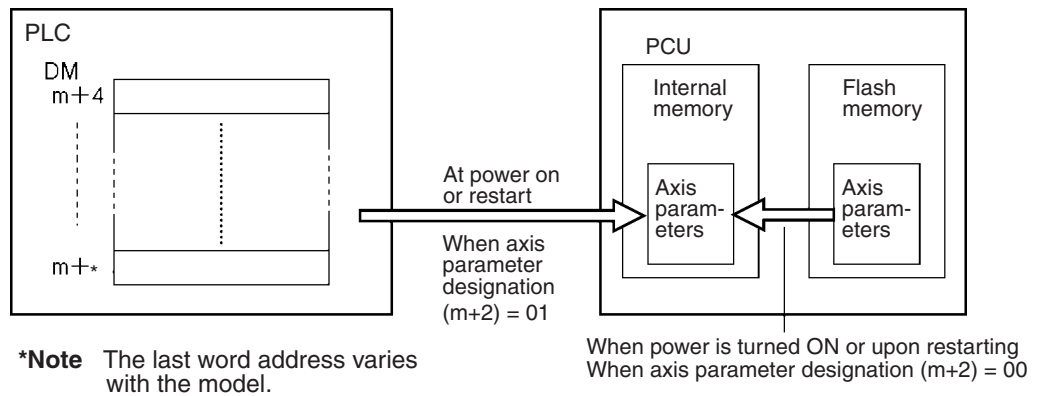 PLC
DM
m+4
m+*
At power on
or restart
When axis
parameter
designation
(m+2) = 01
PCU
Internal
memory
Axis
param-
eters
Flash
memory
Axis
param-
eters
When power is turned ON or upon restarting
When axis parameter designation (m+2) = 00
*Note The last word address varies
with the model.